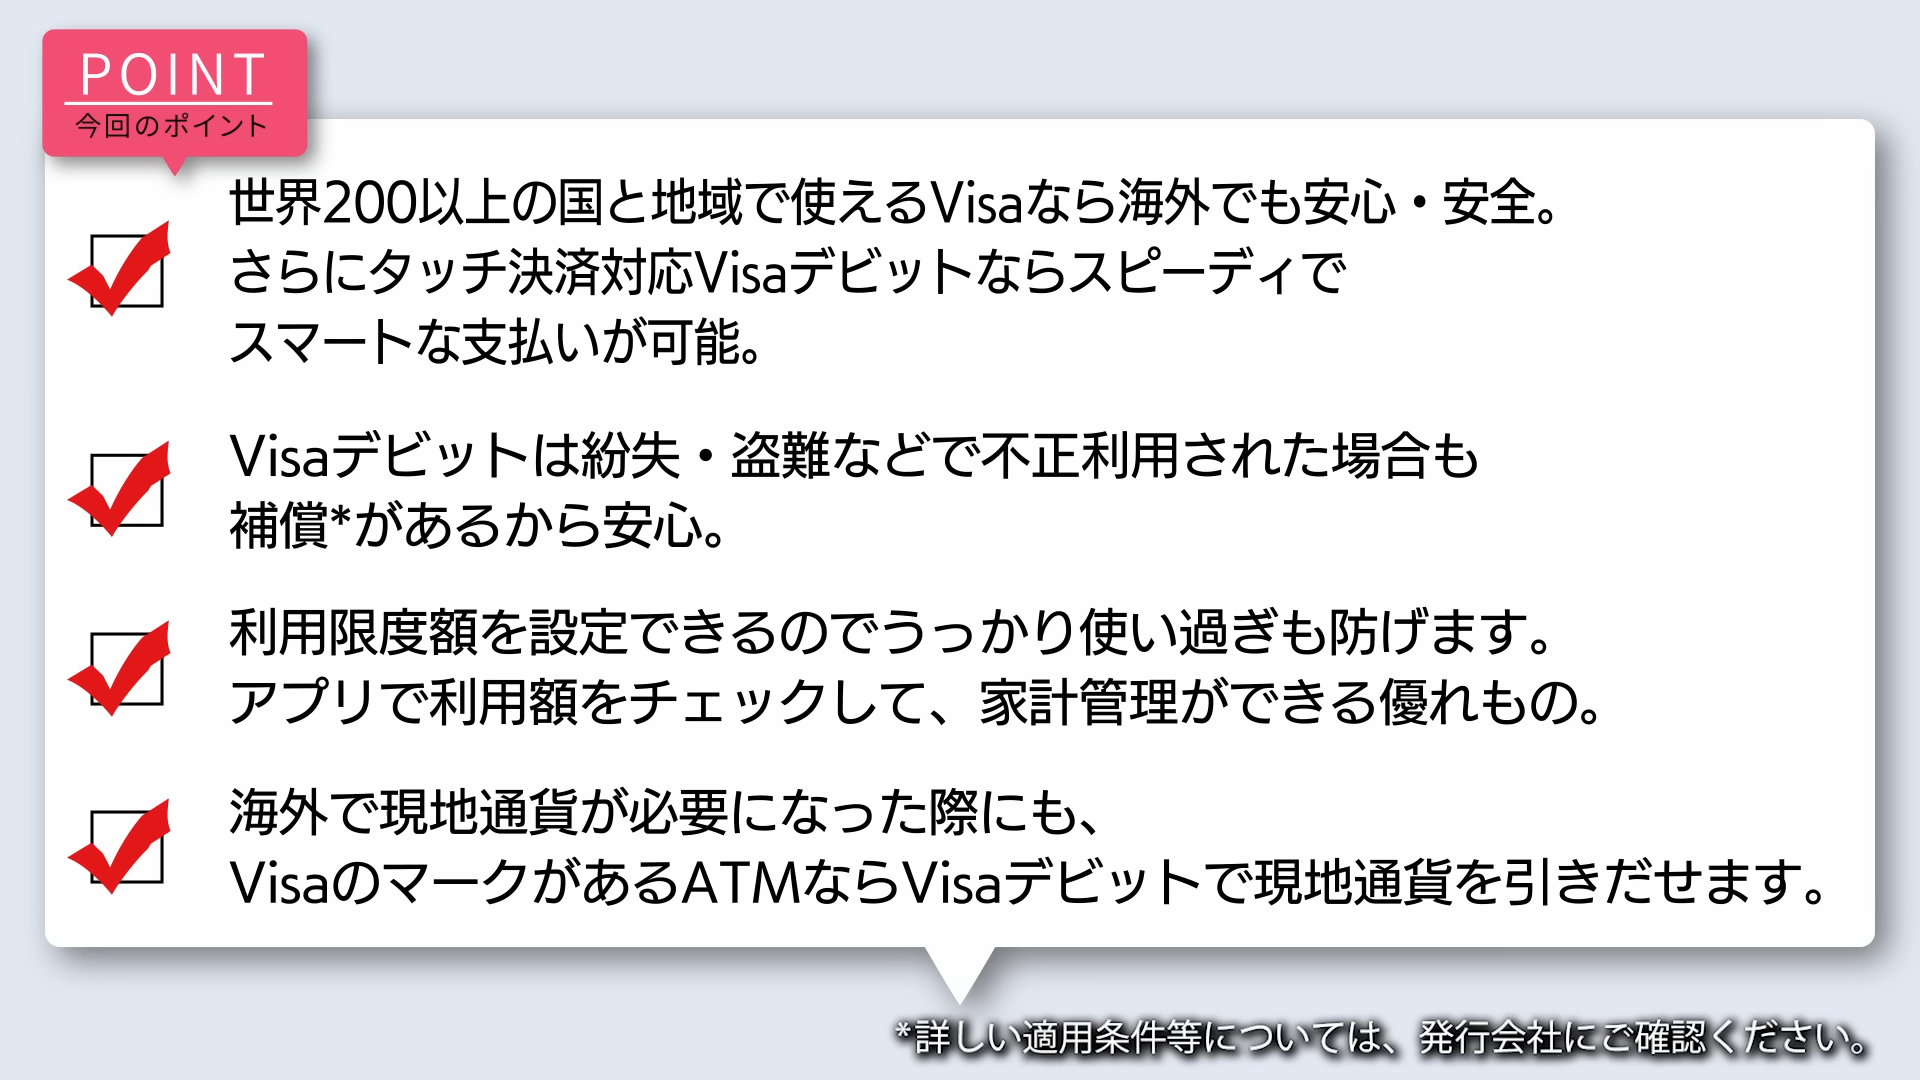 POINT
今回のポイント
世界200以上の国と地域で使えるVisaなら海外でも安心・安全。
さらにタッチ決済対応Visaデビットならスピーディで
スマートな支払いが可能。
Visaデビットは紛失・盗難などで不正利用された場合も
補償*があるから安心。
利用限度額を設定できるのでうっかり使い過ぎも防げます。
アプリで利用額をチェックして、家計管理ができる優れもの。
海外で現地通貨が必要になった際にも、
VisaのマークがあるATMならVisaデビットで現地通貨を引きだせます。
*詳しい適用条件等については、発行会社にご確認ください。